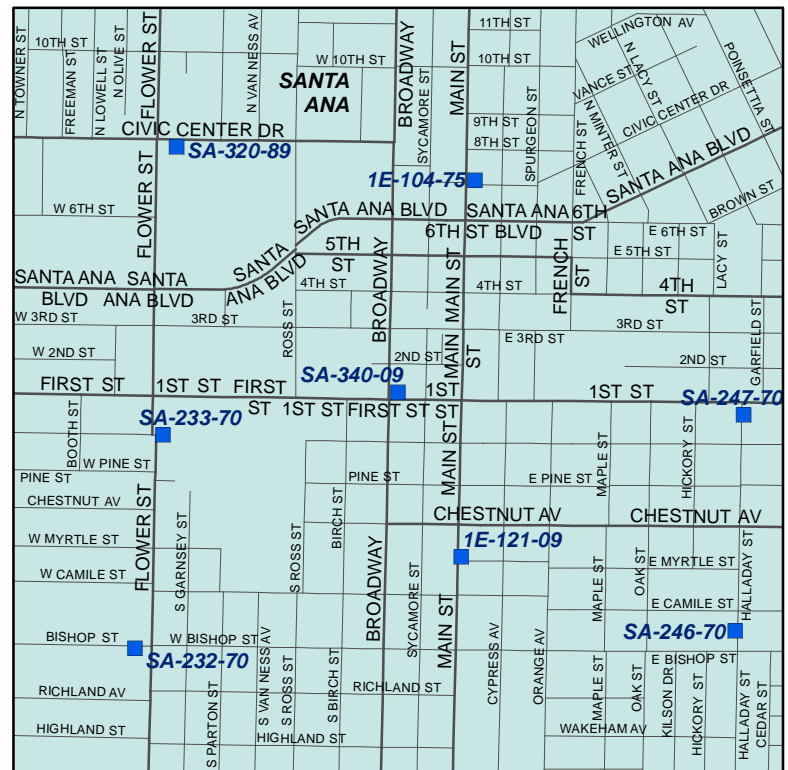 11TH ST
WELLINGTON AV
10TH ST
W 10TH ST
10TH ST
N TOWNER ST
FREEMAN ST
N LOWELL ST
N OLIVE ST
FLOWER ST
N VAN NESS AV
SANTA
ANA
BROADWAY
SYCAMORE ST
MAIN ST
9TH ST
8TH ST
SPURGEON ST
FRENCH ST
VANCE ST
N LACY ST
N MINTER ST
CIVIC CENTER DR
POINSETTIA ST
CIVIC CENTER DR
SA-320-89
1E-104-75
SANTA ANA BLVD
BROWN ST
W 6TH ST
FLOWER ST
SANTA ANA BLVD
SANTA ANA 6TH
6TH
ST BLVD
ST
E 6TH ST
E 5TH ST
LACY ST
5TH
ST
BROADWAY
MAIN ST
MAIN
ST
FRENCH
ST
SANTA ANA
BLVD
SANTA
ANA BLVD
SANTA
ANA BLVD
4TH ST
4TH ST
4TH
ST
W 3RD ST
3RD ST
ROSS ST
E 3RD ST
3RD ST
W 2ND ST
2ND ST
MAIN
2ND ST
GARFIELD ST
FIRST ST
1ST ST
FIRST
ST
SA-340-09
1ST
ST
1ST ST
SA-247-70
1ST ST
FIRST ST
BOOTH ST
SA-233-70
MAIN ST
W PINE ST
PINE ST
PINE ST
E PINE ST
MAPLE ST
HICKORY ST
CHESTNUT AV
CHESTNUT AV
CHESTNUT AV
FLOWER ST
S GARNSEY ST
S ROSS ST
BIRCH ST
BROADWAY
W MYRTLE ST
1E-121-09
E MYRTLE ST
W CAMILE ST
SYCAMORE ST
MAIN ST
MAPLE ST
OAK ST
HALLADAY ST
E CAMILE ST
BISHOP ST
W BISHOP ST
SA-246-70
SA-232-70
E BISHOP ST
S VAN NESS AV
S ROSS ST
S BIRCH ST
CYPRESS AV
ORANGE AV
RICHLAND AV
RICHLAND ST
S PARTON ST
MAPLE ST
OAK ST
KILSON DR
HICKORY ST
HALLADAY ST
CEDAR ST
HIGHLAND ST
HIGHLAND ST
WAKEHAM AV